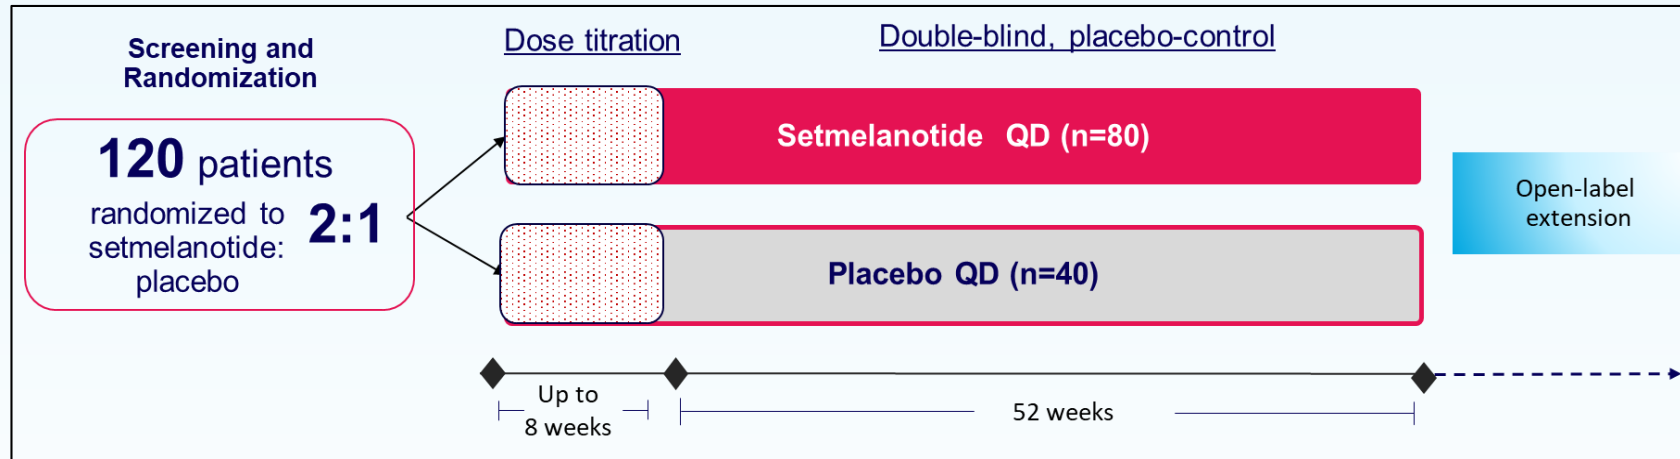 Screening and
Randomization
120 patients
randomized to
setmelanotide:
placebo
2:1
Dose titration
Double-blind, placebo-control
Setmelanotide QD (n=80)
Placebo QD (n=40)
Open-label
extension
Up to
8 weeks
52 weeks